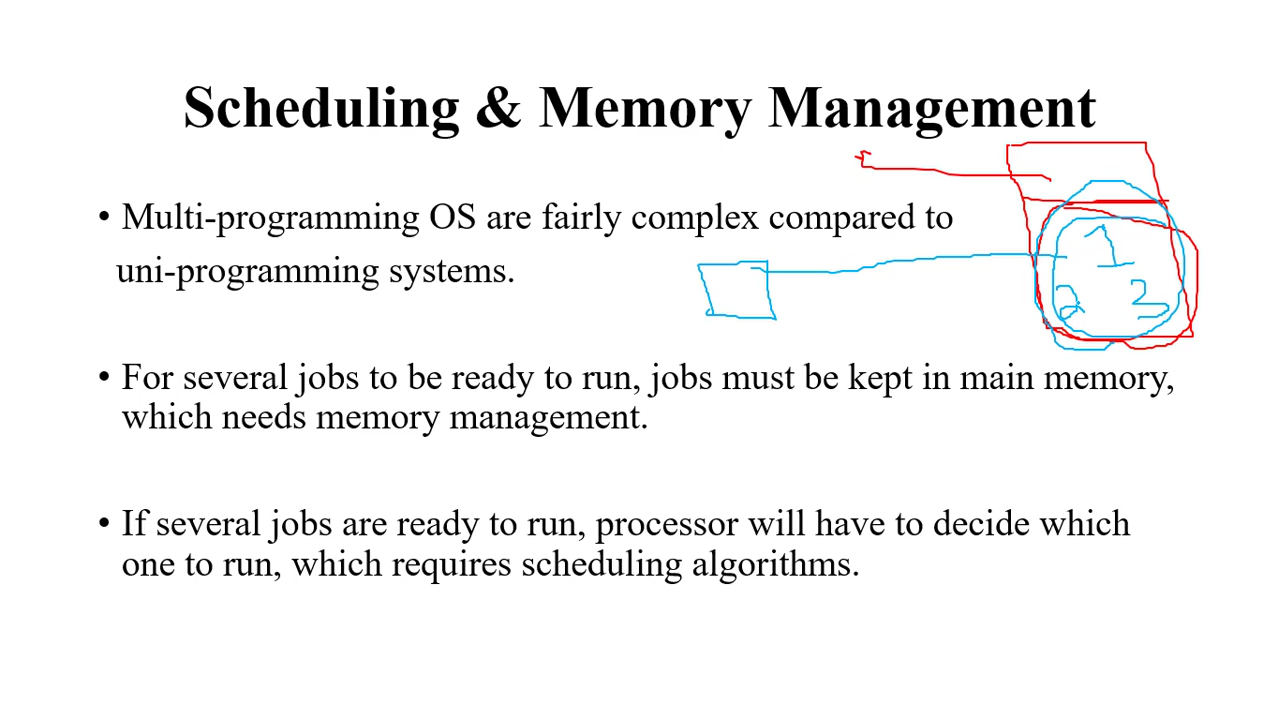 Scheduling & Memory Management
• Multi-programming OS are fairly complex compared to
uni-programming systems.
1
2 3
• For several jobs to be ready to run, jobs must be kept in main memory,
which needs memory management.
• If several jobs are ready to run, processor will have to decide which
one to run, which requires scheduling algorithms.